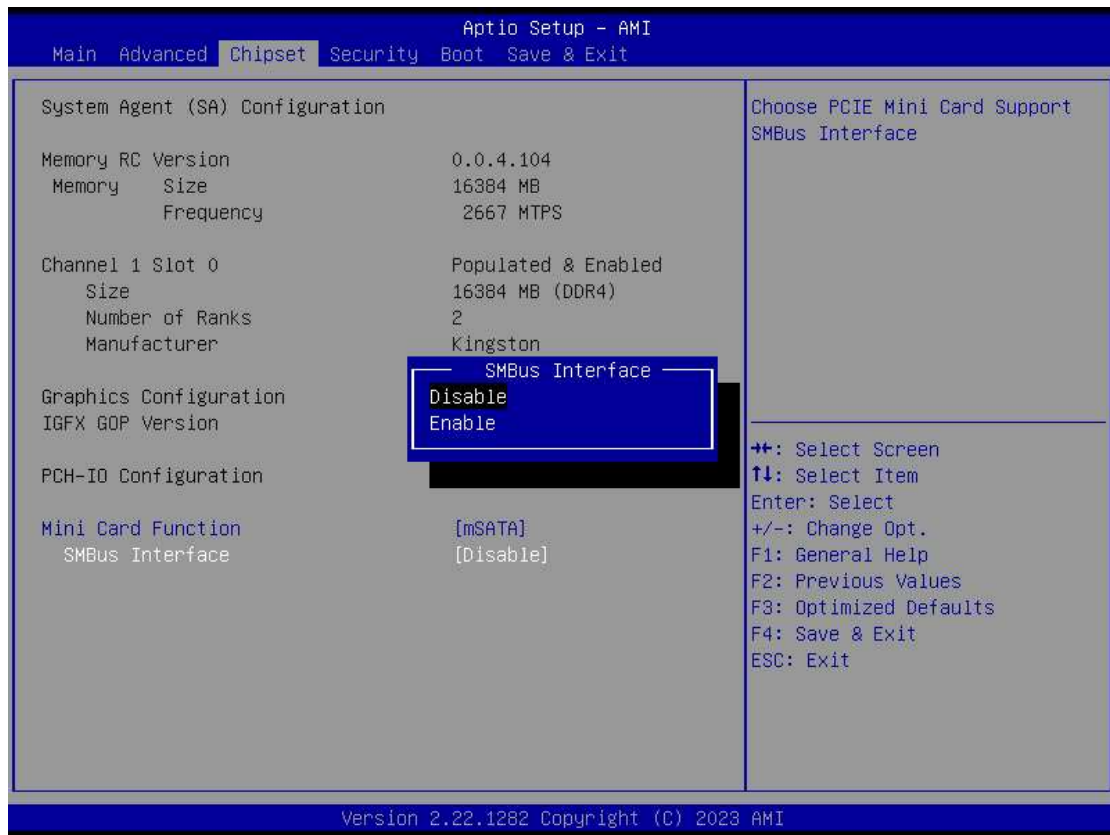 Aptio Setup – AMI
Main Advanced Chipset Security Boot Save & Exit
System Agent (SA) Configuration
Memory RC Version 0.0.4.104
Memory Size 16384 MB
Frequency 2667 MTPS
Channel 1 Slot 0 Populated & Enabled
Size 16384 MB (DDR4)
Number of Ranks 2
Manufacturer Kingston
Graphics Configuration
IGFX GOP Version
PCH-IO Configuration
Mini Card Function [mSATA]
SMBus Interface [Disable]
SMBus Interface
Disable
Enable
Choose PCIE Mini Card Support
SMBus Interface
→←: Select Screen
↑↓: Select Item
Enter: Select
+/-: Change Opt.
F1: General Help
F2: Previous Values
F3: Optimized Defaults
F4: Save & Exit
ESC: Exit
Version 2.22.1282 Copyright (C) 2023 AMI